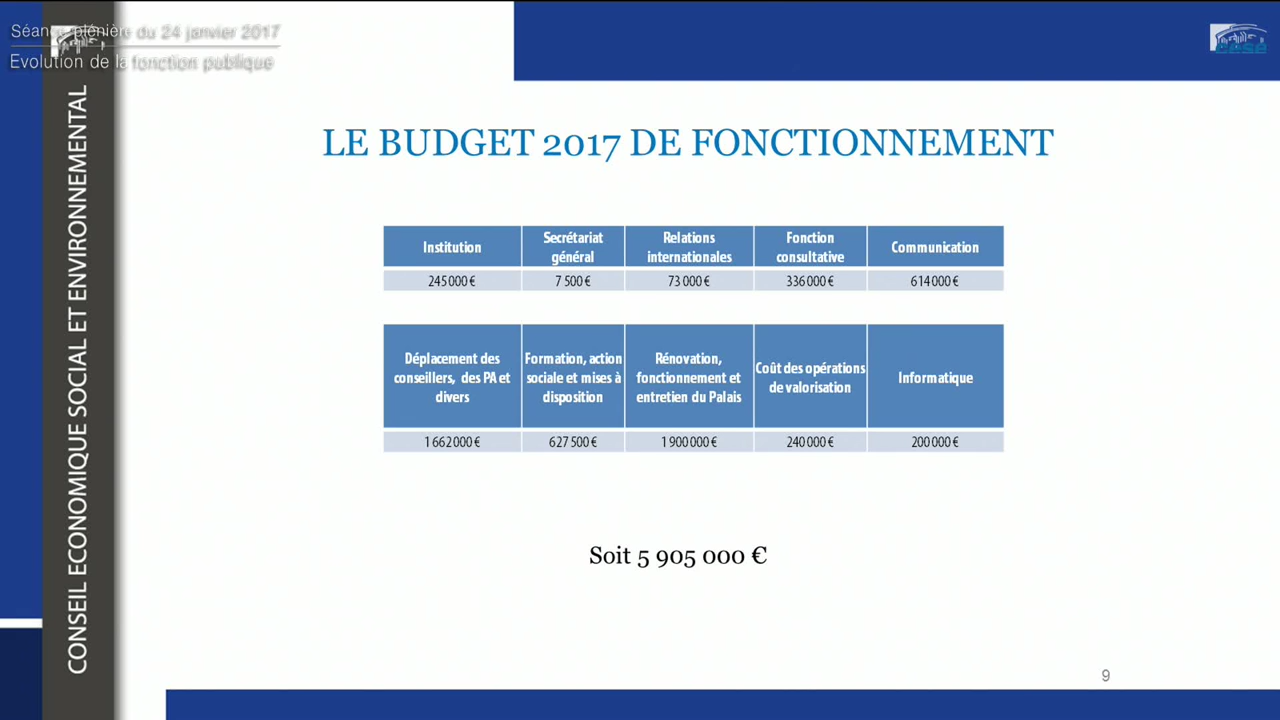 Séance plénière du 24 janvier 2017
Evolution de la fonction publique
cese
CONSEIL ECONOMIQUE SOCIAL ET ENVIRONNEMENTAL
LE BUDGET 2017 DE FONCTIONNEMENT
Institution
Secrétariat
général
Relations
internationales
Fonction
consultative
Communication
245 000 €
7 500 €
73 000 €
336 000 €
614 000 €
Déplacement des
conseillers, des PA et
divers
Formation, action
sociale et mises à
disposition
Rénovation,
fonctionnement et
entretien du Palais
Coût des opérations
de valorisation
Informatique
1 662 000 €
627 500 €
1 900 000 €
240 000 €
200 000 €
Soit 5 905 000 €
9